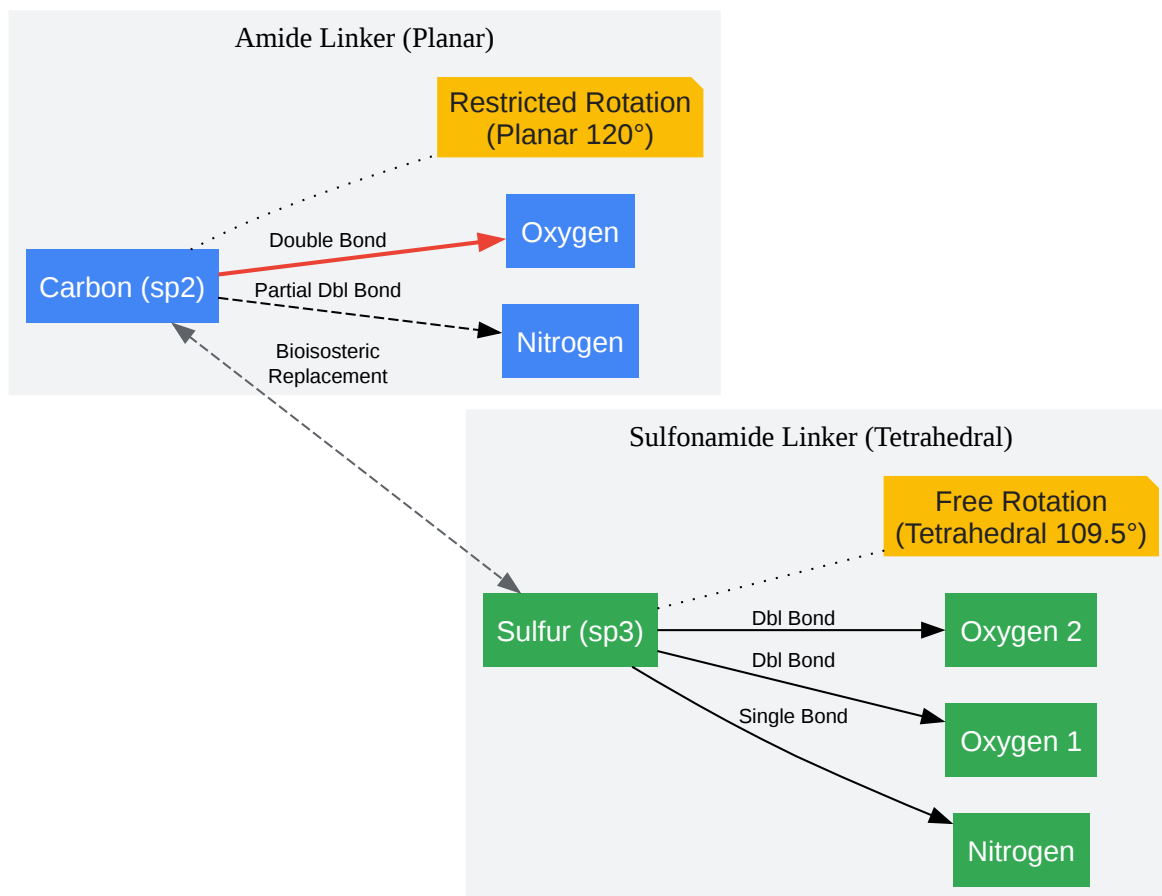 Amide Linker (Planar)
Restricted Rotation
(Planar 120°)
Double Bond
Oxygen
Carbon (sp2)
Partial Dbl Bond
Nitrogen
Bioisosteric
Replacement
Sulfonamide Linker (Tetrahedral)
Free Rotation
(Tetrahedral 109.5°)
Sulfur (sp3)
Dbl Bond
Oxygen 2
Dbl Bond
Single Bond
Oxygen 1
Nitrogen